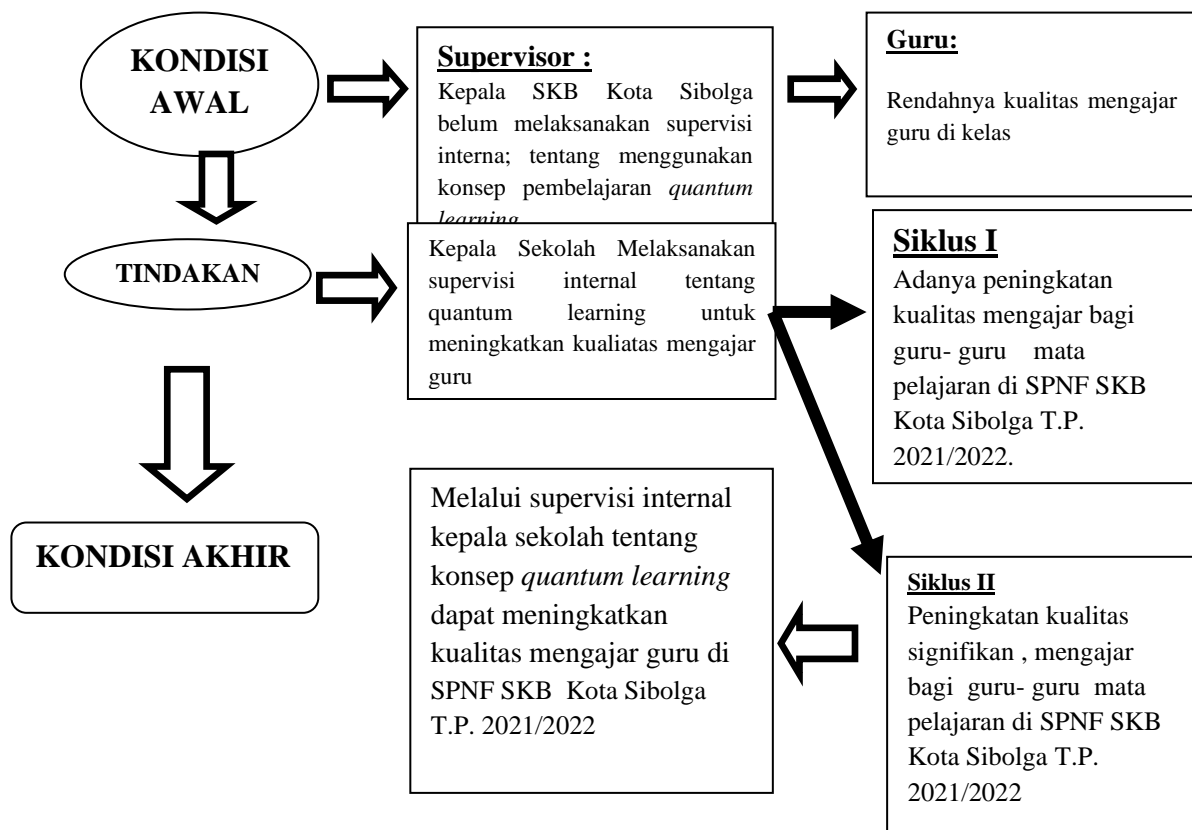 KONDISI
AWAL
Supervisor :
Kepala SKB Kota Sibolga
belum melaksanakan supervisi
interna; tentang menggunakan
konsep pembelajaran quantum
learning
Guru:
Rendahnya kualitas mengajar
guru di kelas
TINDAKAN
Kepala Sekolah Melaksanakan
supervisi internal tentang
quantum learning untuk
meningkatkan kualiatas mengajar
guru
Siklus I
Adanya peningkatan
kualitas mengajar bagi
guru- guru mata
pelajaran di SPNF SKB
Kota Sibolga T.P.
2021/2022.
KONDISI AKHIR
Melalui supervisi internal
kepala sekolah tentang
konsep quantum learning
dapat meningkatkan
kualitas mengajar guru di
SPNF SKB Kota Sibolga
T.P. 2021/2022
Siklus II
Peningkatan kualitas
signifikan , mengajar
bagi guru- guru mata
pelajaran di SPNF SKB
Kota Sibolga T.P.
2021/2022